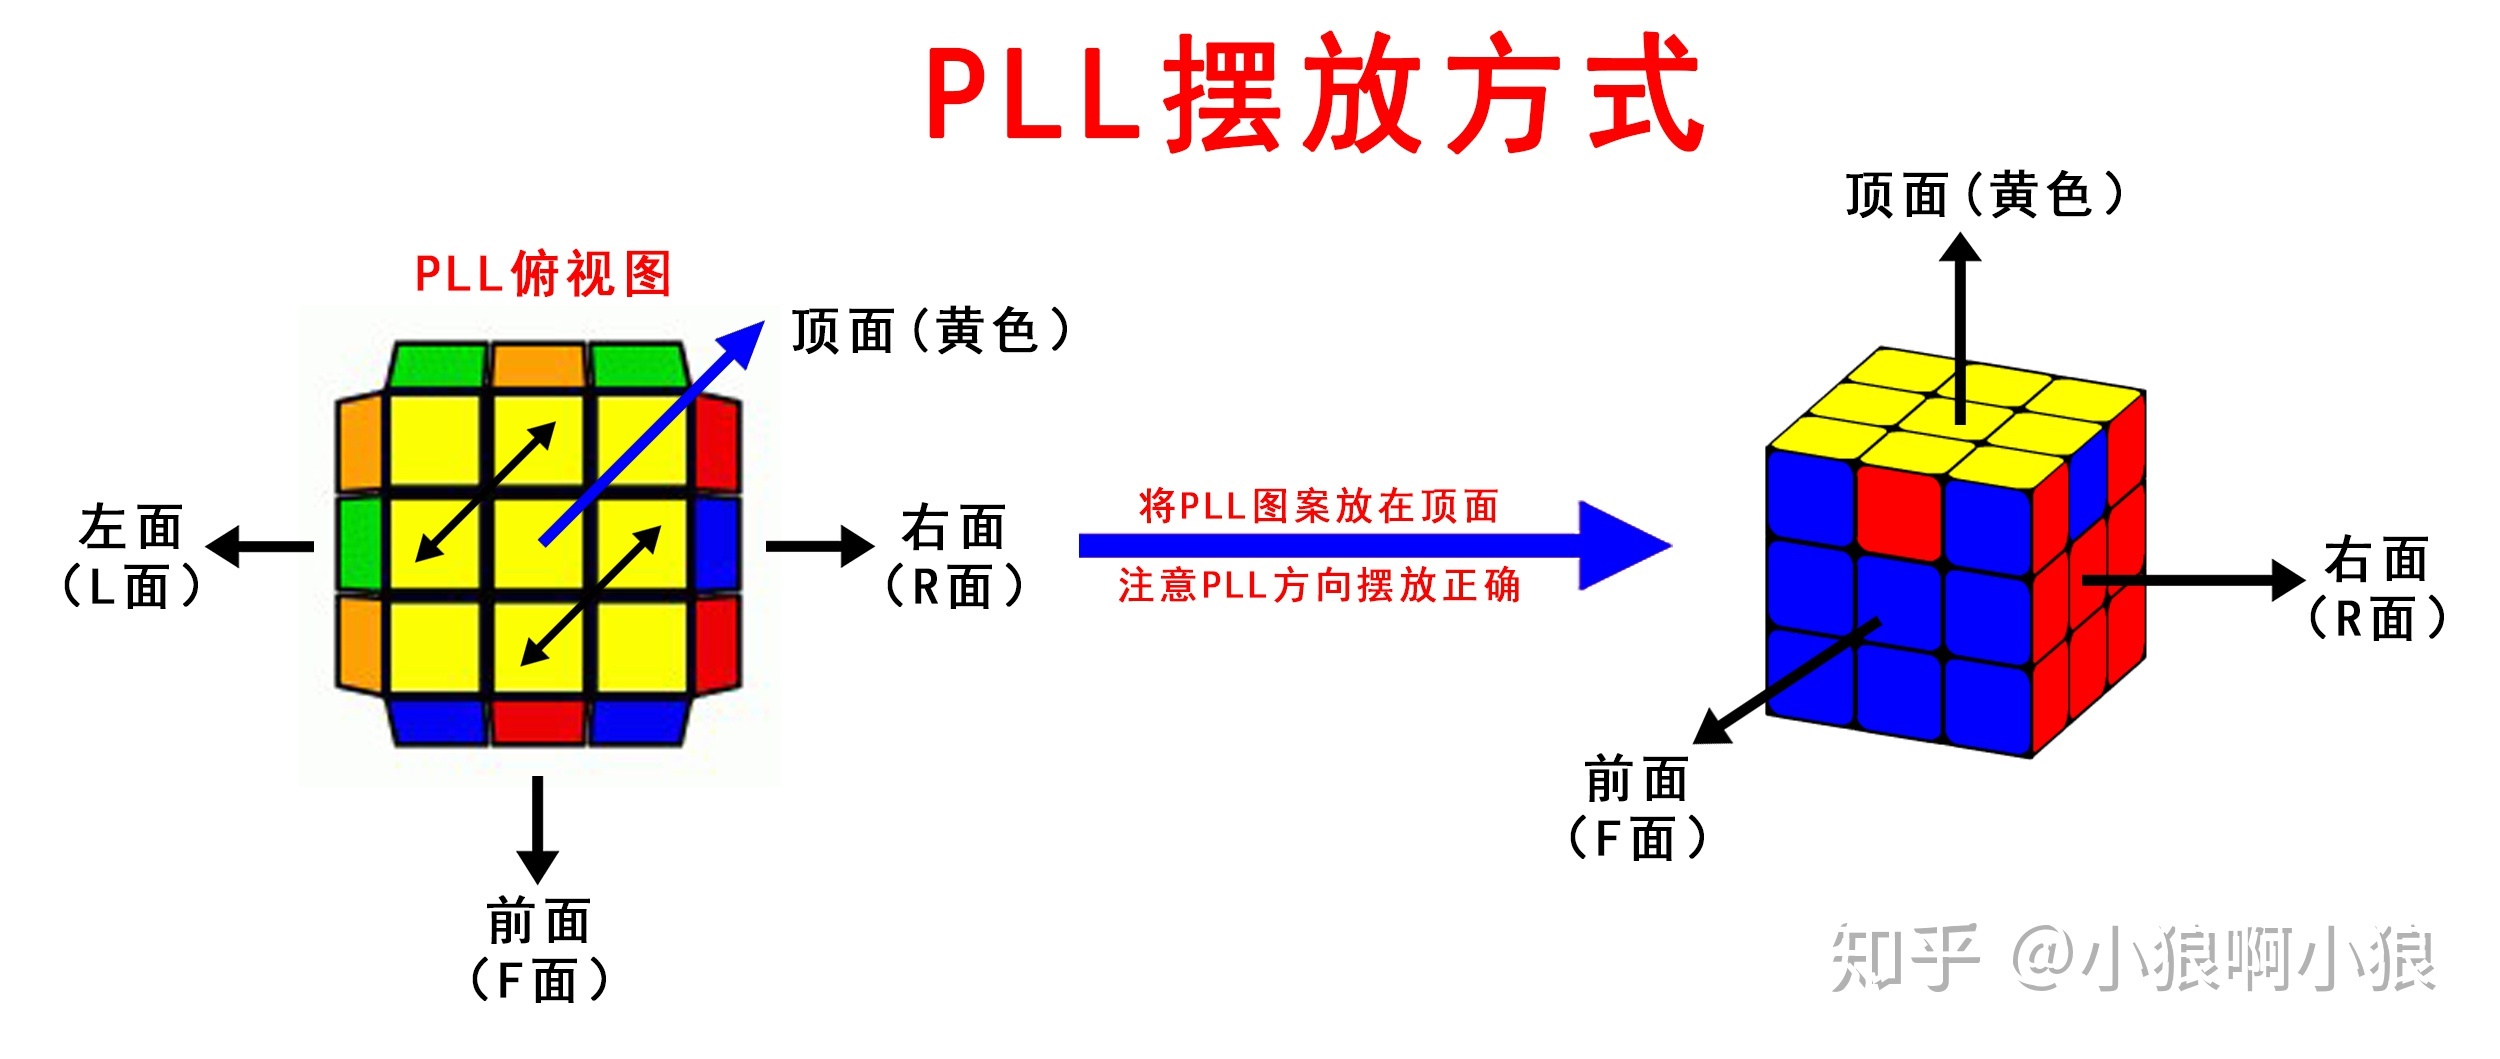 PLL摆放方式
PLL俯视图
顶面(黄色)
左面
(L面)
右面
(R面)
前面
(F面)
将PLL图案放在顶面
注意PLL方向摆放正确
顶面(黄色)
右面
(R面)
前面
(F面)
知乎 @小狼啊小狼